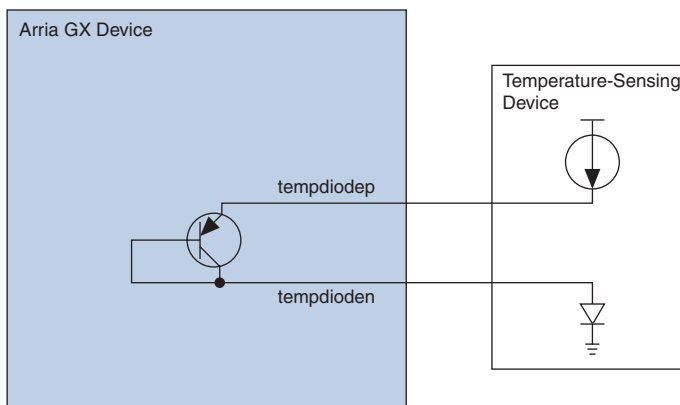 Arria GX Device
Temperature-Sensing
Device
tempdiodep
tempdioden